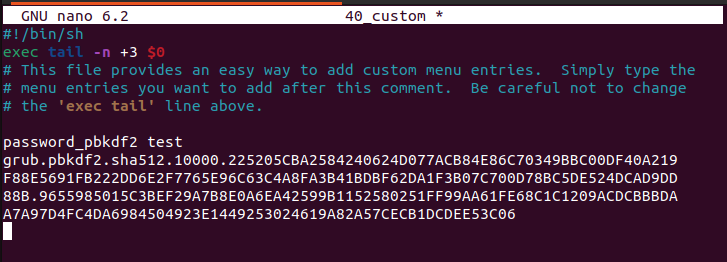 GNU nano 6.2 40_custom *
#!/bin/sh
exec tail -n +3 $0
# This file provides an easy way to add custom menu entries.  Simply type the
# menu entries you want to add after this comment.  Be careful not to change
# the 'exec tail' line above.
password_pbkdf2 test
grub.pbkdf2.sha512.10000.225205CBA2584240624D077ACB84E86C70349BBC00DF40A219
F88E5691FB222DD6E2F7765E96C63C4A8FA3B41BDBF62DA1F3B07C700D78BC5DE524DCAD9DD
88B.9655985015C3BEF29A7B8E0A6EA42599B1152580251FF99AA61FE68C1C1209ACDCBBBDA
A7A97D4FC4DA6984504923E1449253024619A82A57CECB1DCDEE53C06